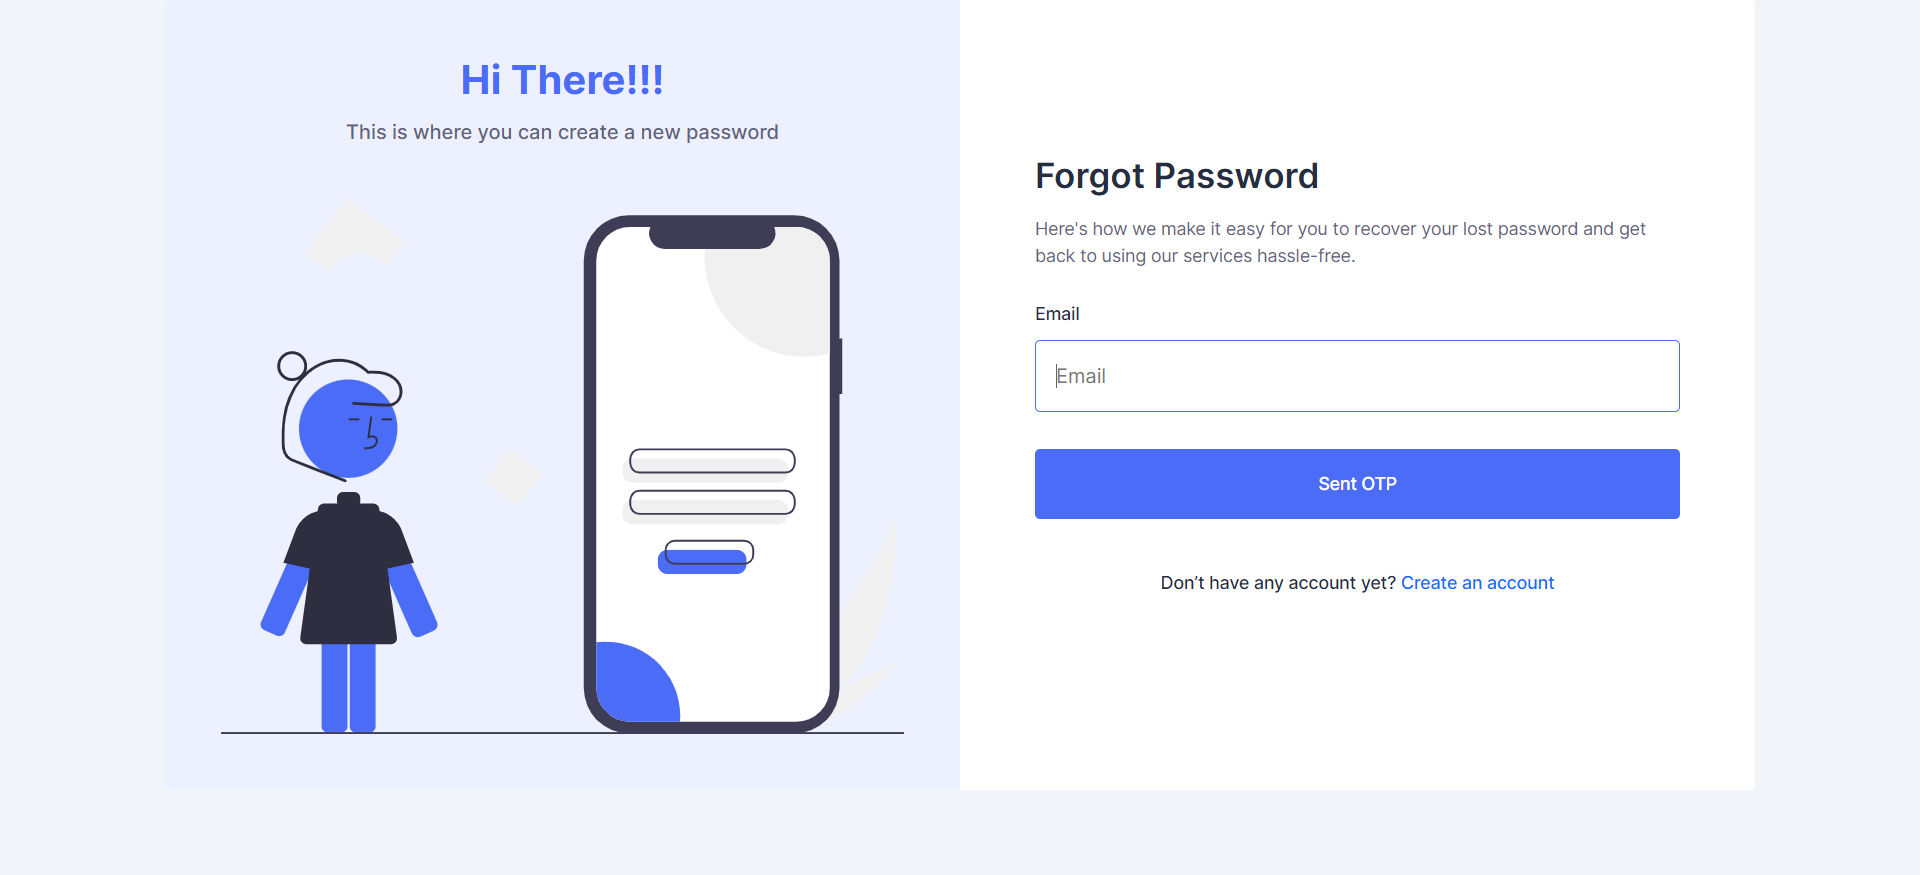 Hi There!!!
This is where you can create a new password
Forgot Password
Here's how we make it easy for you to recover your lost password and get
back to using our services hassle-free.
Email
Email
Sent OTP
Don’t have any account yet? Create an account